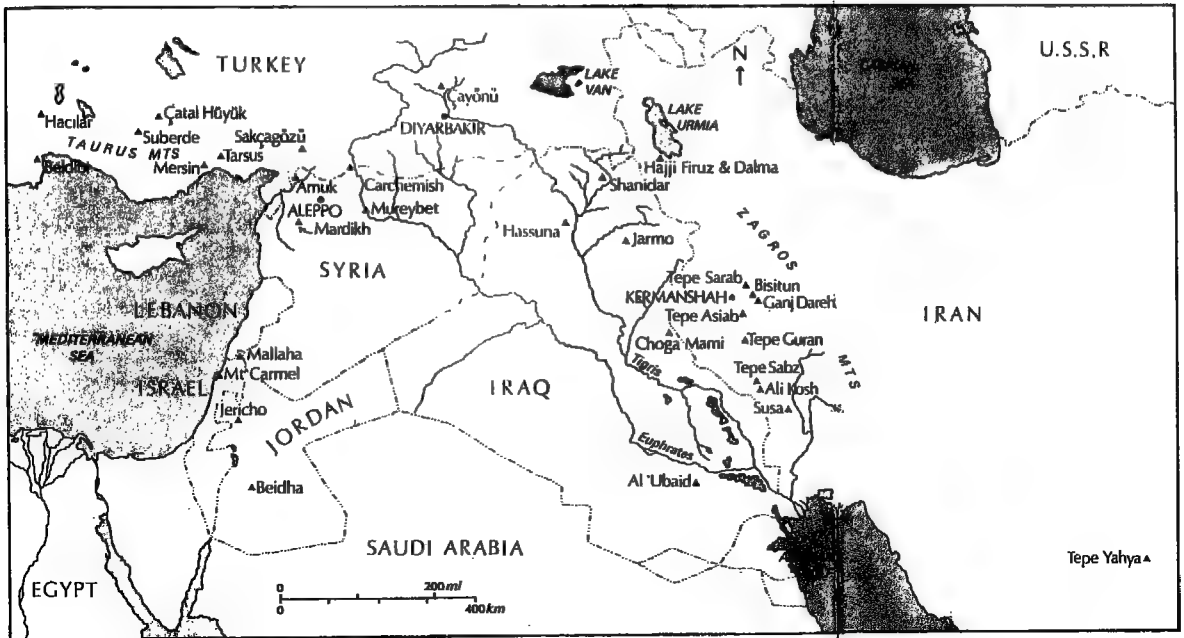 U.S.S.R
TURKEY
N
LAKE
VAN
LAKE
URMIA
Çayönü
DIYARBAKIR
Hacılar
Çatal Hüyük
Suberde
Sakçagözü
TAURUS MTS
Tarsus
Mersin
Beldibi
Hajji Firuz & Dalma
Shanidar
Amuk
Carchemish
ALEPPO
Mureybet
Mardikh
Hassuna
Jarmo
ZAGROS
SYRIA
Tepe Sarab
Bisitun
KERMANSHAH
Ganj Dareh
Tepe Asiab
IRAN
LEBANON
Choga Mami
Tepe Guran
MEDITERRANEAN
SEA
Mallaha
Tigris
Tepe Sabz
MTS
ISRAEL
Mt Carmel
IRAQ
Ali Kosh
Susa
Jericho
JORDAN
Euphrates
Al 'Ubaid
Beidha
SAUDI ARABIA
Tepe Yahya
EGYPT
0 200 ml
0 400 km